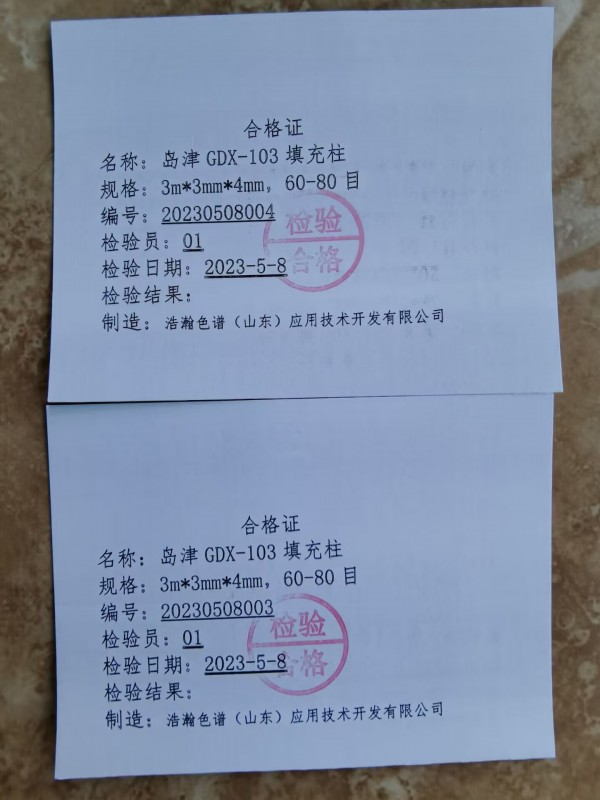 合格证
名称：岛津 GDX-103 填充柱
规格：3m*3mm*4mm，60-80 目
编号：20230508004
检验员：01
检验日期：2023-5-8
检验结果：
制造：浩瀚色谱（山东）应用技术开发有限公司
检验
合格
合格证
名称：岛津 GDX-103 填充柱
规格：3m*3mm*4mm，60-80 目
编号：20230508003
检验员：01
检验日期：2023-5-8
检验结果：
制造：浩瀚色谱（山东）应用技术开发有限公司
检验
合格